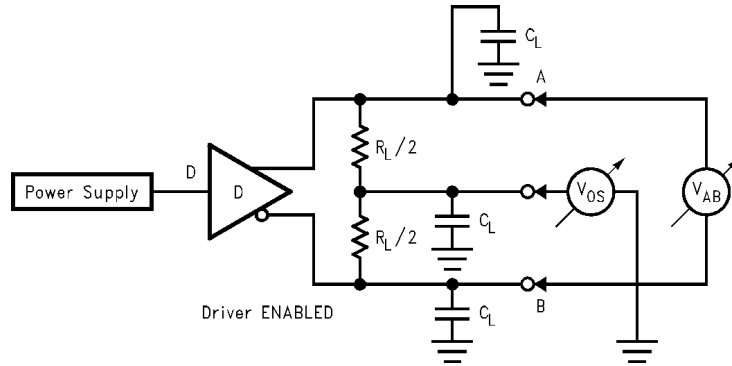 C_L
A
D
R_L/2
Power Supply
D
V_OS
V_AB
C_L
R_L/2
B
Driver ENABLED
C_L